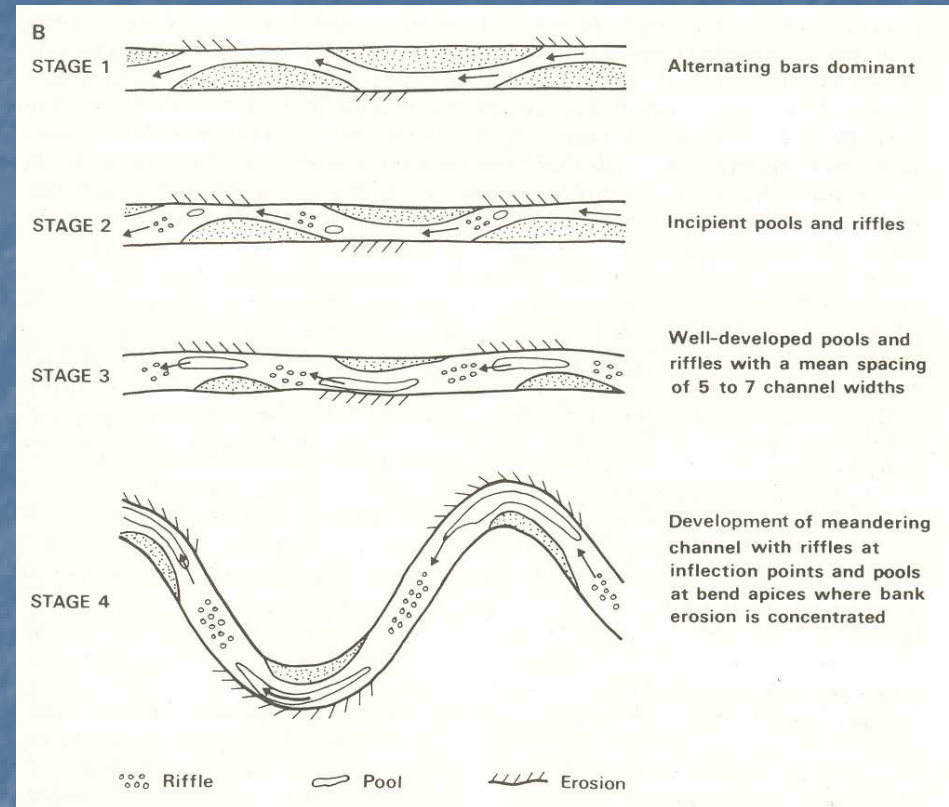 B
STAGE 1
Alternating bars dominant
STAGE 2
Incipient pools and riffles
STAGE 3
Well-developed pools and
riffles with a mean spacing
of 5 to 7 channel widths
STAGE 4
Development of meandering
channel with riffles at
inflection points and pools
at bend apices where bank
erosion is concentrated
Riffle
Pool
Erosion